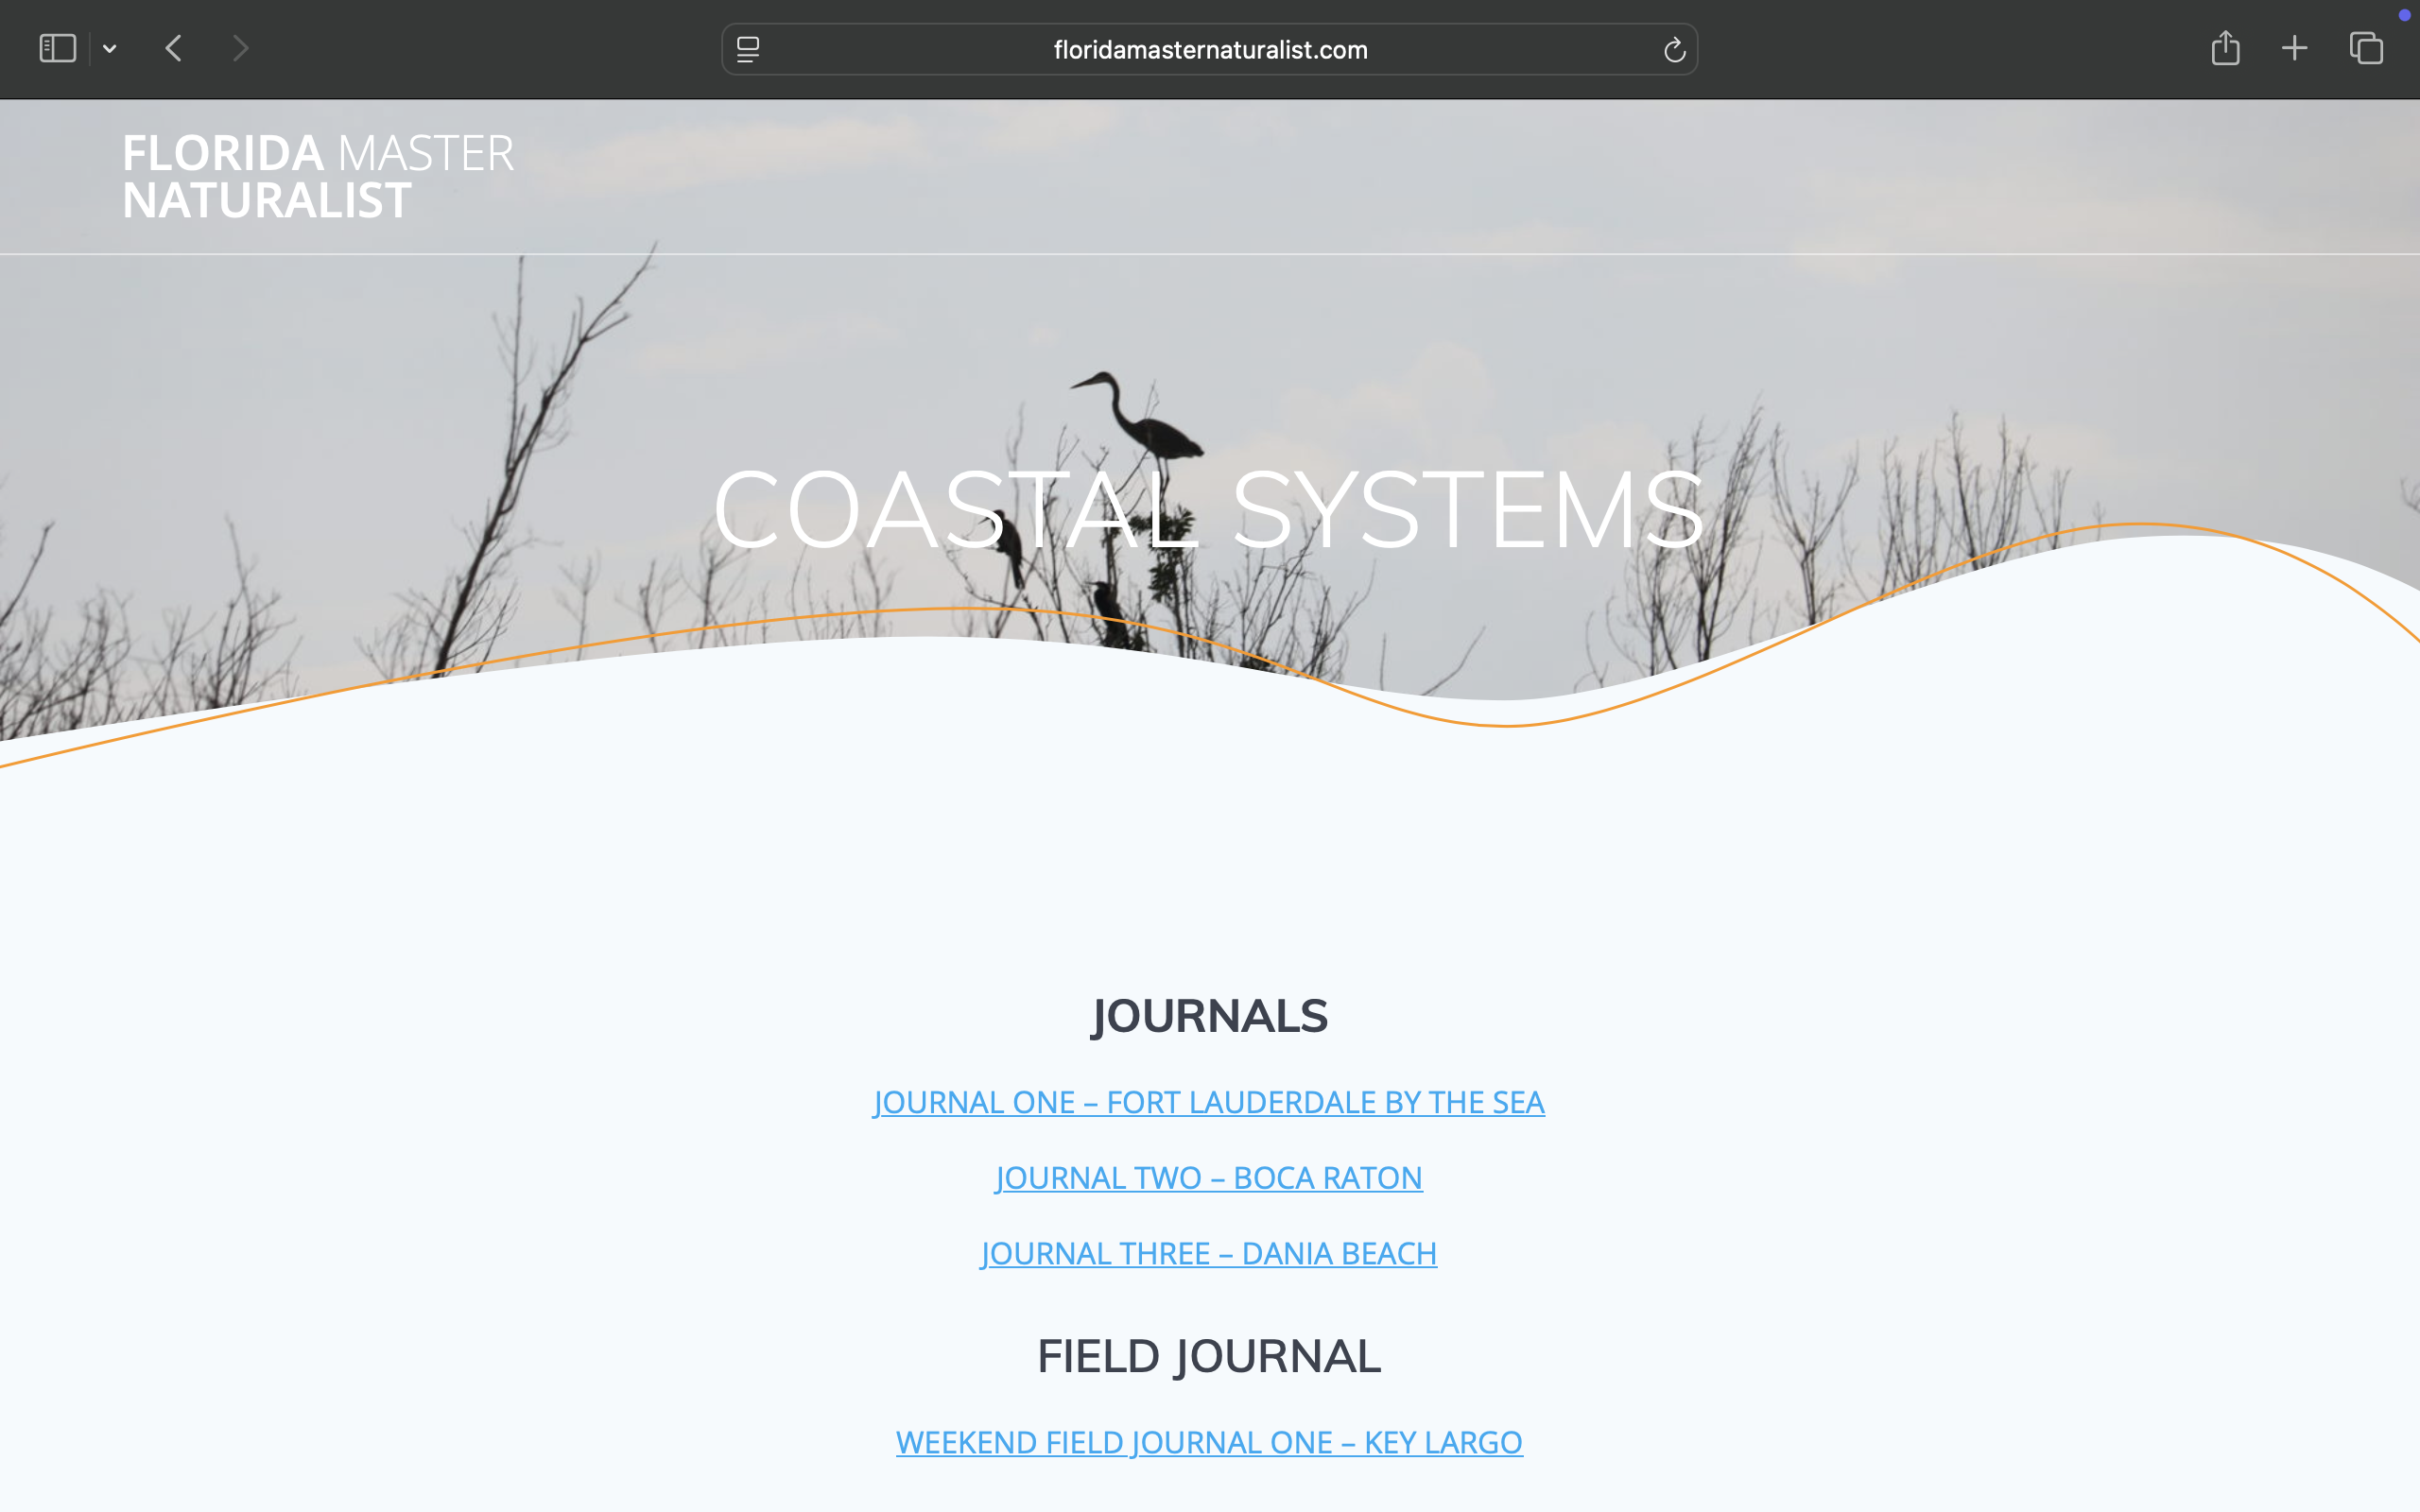 floridamasternaturalist.com
FLORIDA MASTER
NATURALIST
COASTAL SYSTEMS
JOURNALS
JOURNAL ONE – FORT LAUDERDALE BY THE SEA
JOURNAL TWO – BOCA RATON
JOURNAL THREE – DANIA BEACH
FIELD JOURNAL
WEEKEND FIELD JOURNAL ONE – KEY LARGO